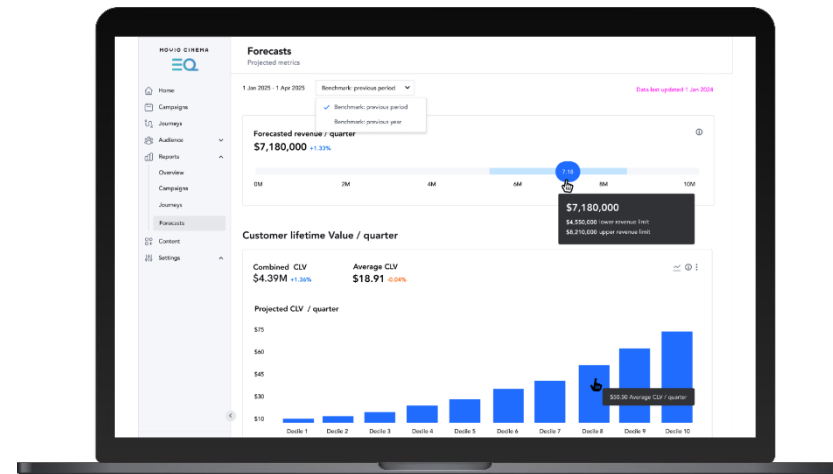 MOVIO CINEMA
EQ
Home
Campaigns
Journeys
Audience
Reports
Overview
Campaigns
Journeys
Forecasts
Content
Settings
Forecasts
Projected metrics
1 Jan 2025 - 1 Apr 2025
Benchmark: previous period
Data last updated 1 Jan 2024
Benchmark: previous period
Benchmark: previous year
Forecasted revenue / quarter
$7,180,000 +1.33%
7.18
0M 2M 4M 6M 8M 10M
$7,180,000
$4,550,000 lower revenue limit
$8,210,000 upper revenue limit
Customer lifetime Value / quarter
Combined CLV Average CLV
$4.39M +1.36% $18.91 -0.04%
Projected CLV / quarter
$75
$60
$45
$30
$10
$50.50 Average CLV / quarter
Decile 1 Decile 2 Decile 3 Decile 4 Decile 5 Decile 6 Decile 7 Decile 8 Decile 9 Decile 10